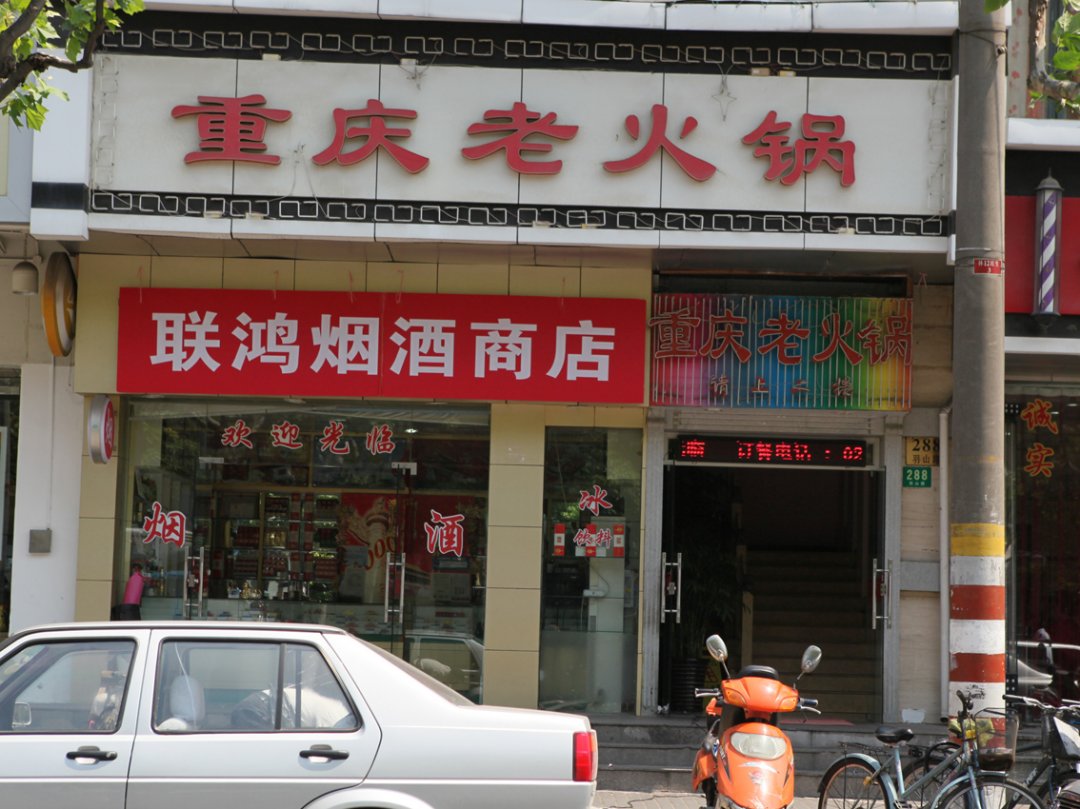 重庆老火锅
联鸿烟酒商店
重庆老火锅
请上二楼
欢迎光临
订餐电话：02
288
288
烟
酒
冰
饮料
诚实